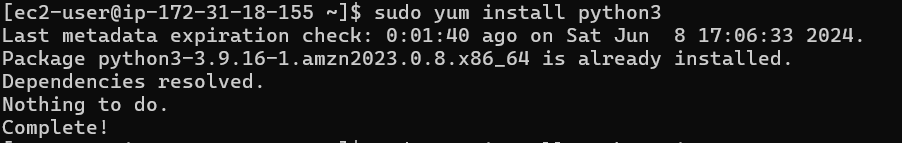 [ec2-user@ip-172-31-18-155 ~]$ sudo yum install python3
Last metadata expiration check: 0:01:40 ago on Sat Jun  8 17:06:33 2024.
Package python3-3.9.16-1.amzn2023.0.8.x86_64 is already installed.
Dependencies resolved.
Nothing to do.
Complete!